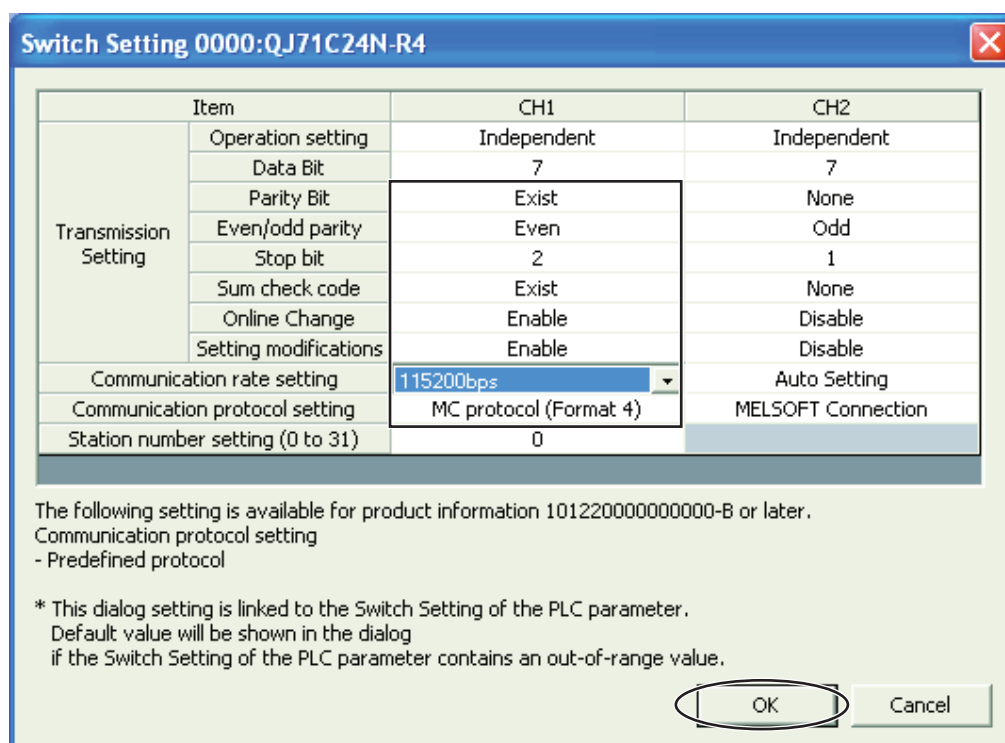 Switch Setting 0000:QJ71C24N-R4
Item CH1 CH2
Transmission Setting
Operation setting Independent Independent
Data Bit 7 7
Parity Bit Exist None
Even/odd parity Even Odd
Stop bit 2 1
Sum check code Exist None
Online Change Enable Disable
Setting modifications Enable Disable
Communication rate setting 115200bps Auto Setting
Communication protocol setting MC protocol (Format 4) MELSOFT Connection
Station number setting (0 to 31) 0
The following setting is available for product information 101220000000000-B or later.
Communication protocol setting
- Predefined protocol
* This dialog setting is linked to the Switch Setting of the PLC parameter.
Default value will be shown in the dialog
if the Switch Setting of the PLC parameter contains an out-of-range value.
OK Cancel